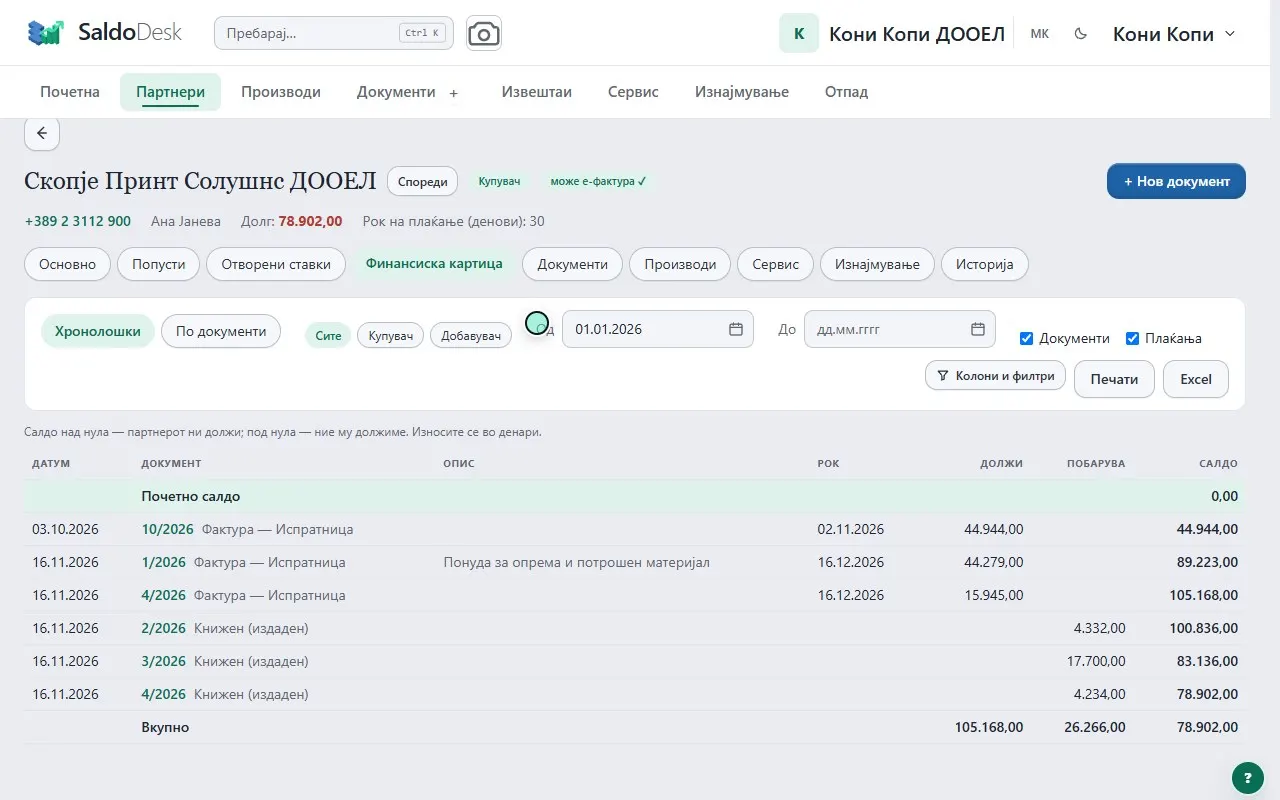 SaldoDesk
Пребарај...
Ctrl K
К
Кони Копи ДООЕЛ
МК
Кони Копи
Почетна
Партнери
Производи
Документи +
Извештаи
Сервис
Изнајмување
Отпад
Скопје Принт Солушнс ДООЕЛ
Спореди
Купувач
може е-фактура ✓
+ Нов документ
+389 2 3112 900
Ана Јанева
Долг: 78.902,00
Рок на плаќање (денови): 30
Основно
Попусти
Отворени ставки
Финансиска картица
Документи
Производи
Сервис
Изнајмување
Историја
Хронолошки
По документи
Сите
Купувач
Добавувач
01.01.2026
До
дд.мм.гггг
Документи
Плаќања
Колони и филтри
Печати
Excel
Салдо над нула — партнерот ни должи; под нула — ние му должиме. Износите се во денари.
ДАТУМ ДОКУМЕНТ ОПИС РОК ДОЛЖИ ПОБАРУВА САЛДО
Почетно салдо 0,00
03.10.2026 10/2026 Фактура — Испратница 02.11.2026 44.944,00 44.944,00
16.11.2026 1/2026 Фактура — Испратница Понуда за опрема и потрошен материјал 16.12.2026 44.279,00 89.223,00
16.11.2026 4/2026 Фактура — Испратница 16.12.2026 15.945,00 105.168,00
16.11.2026 2/2026 Книжен (издаден) 4.332,00 100.836,00
16.11.2026 3/2026 Книжен (издаден) 17.700,00 83.136,00
16.11.2026 4/2026 Книжен (издаден) 4.234,00 78.902,00
Вкупно 105.168,00 26.266,00 78.902,00
?